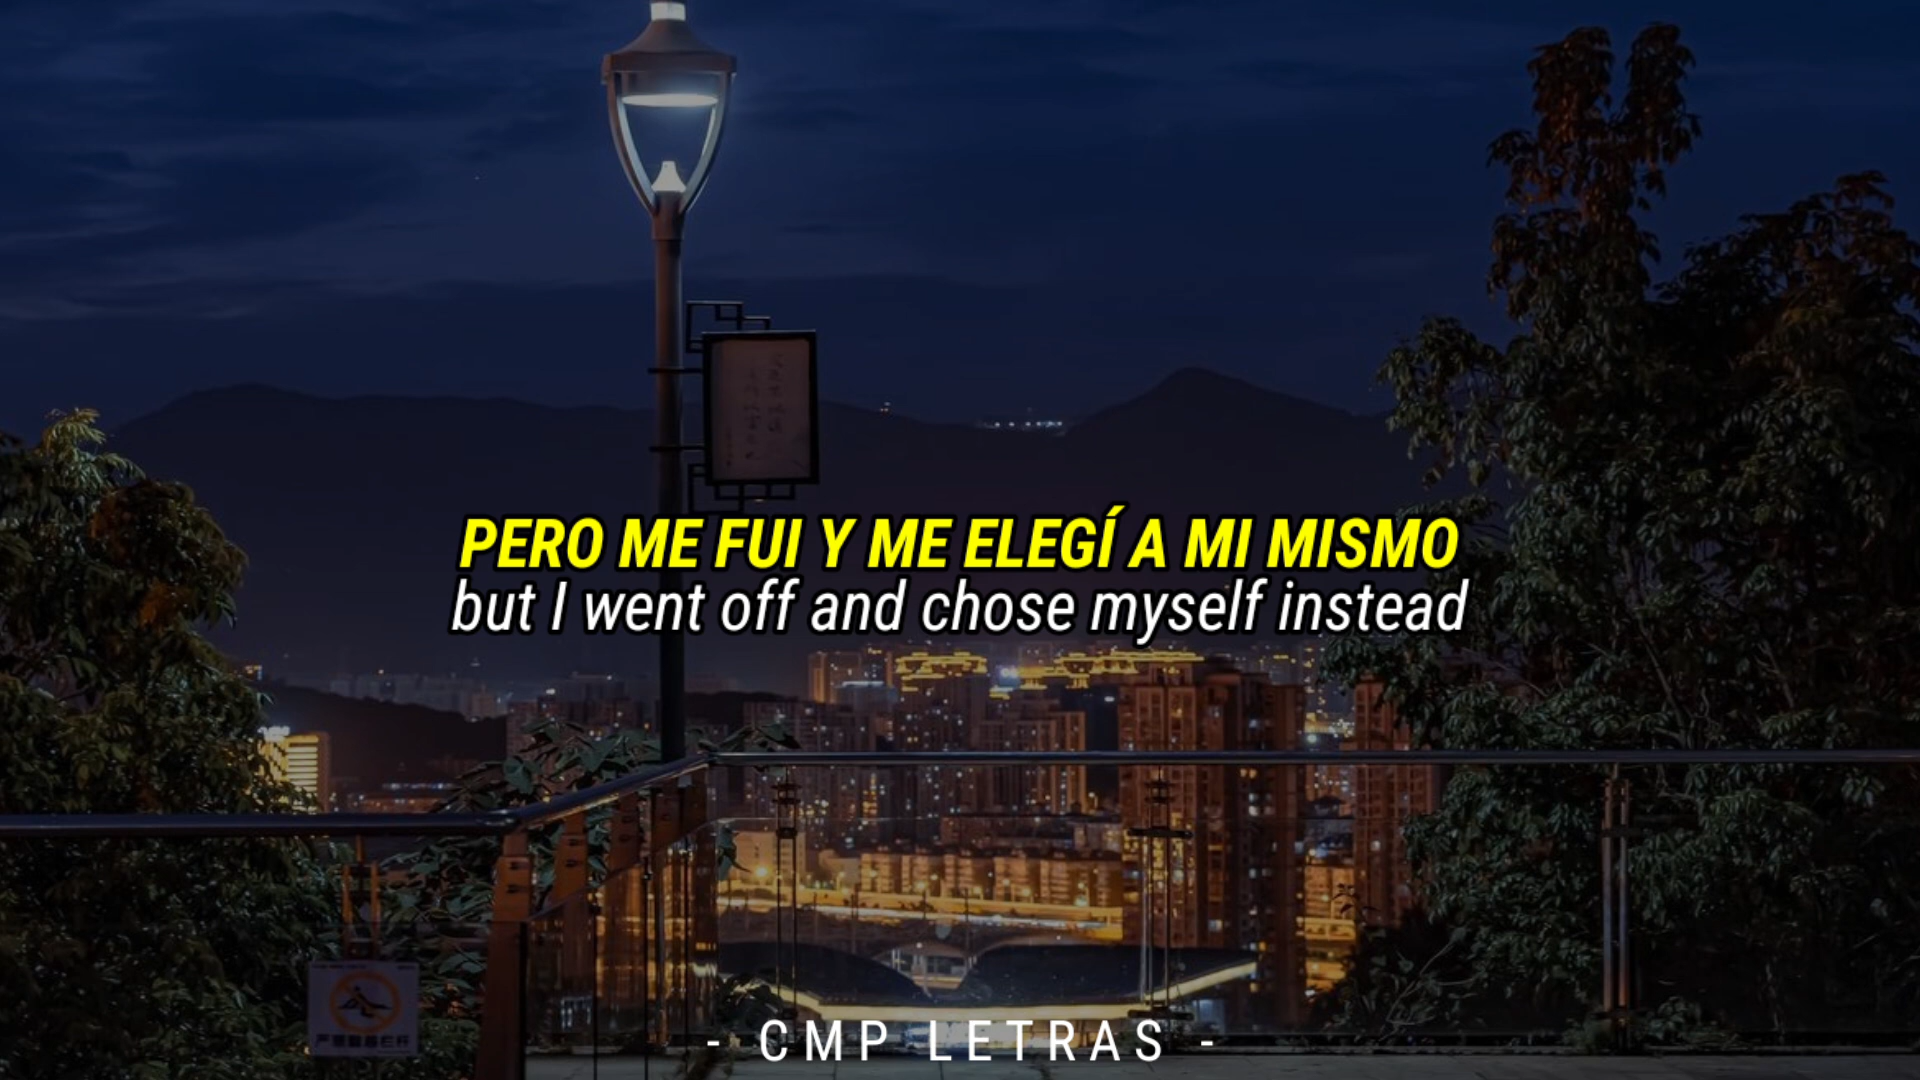 PERO ME FUI Y ME ELEGÍ A MI MISMO
but I went off and chose myself instead
- CMP LETRAS -